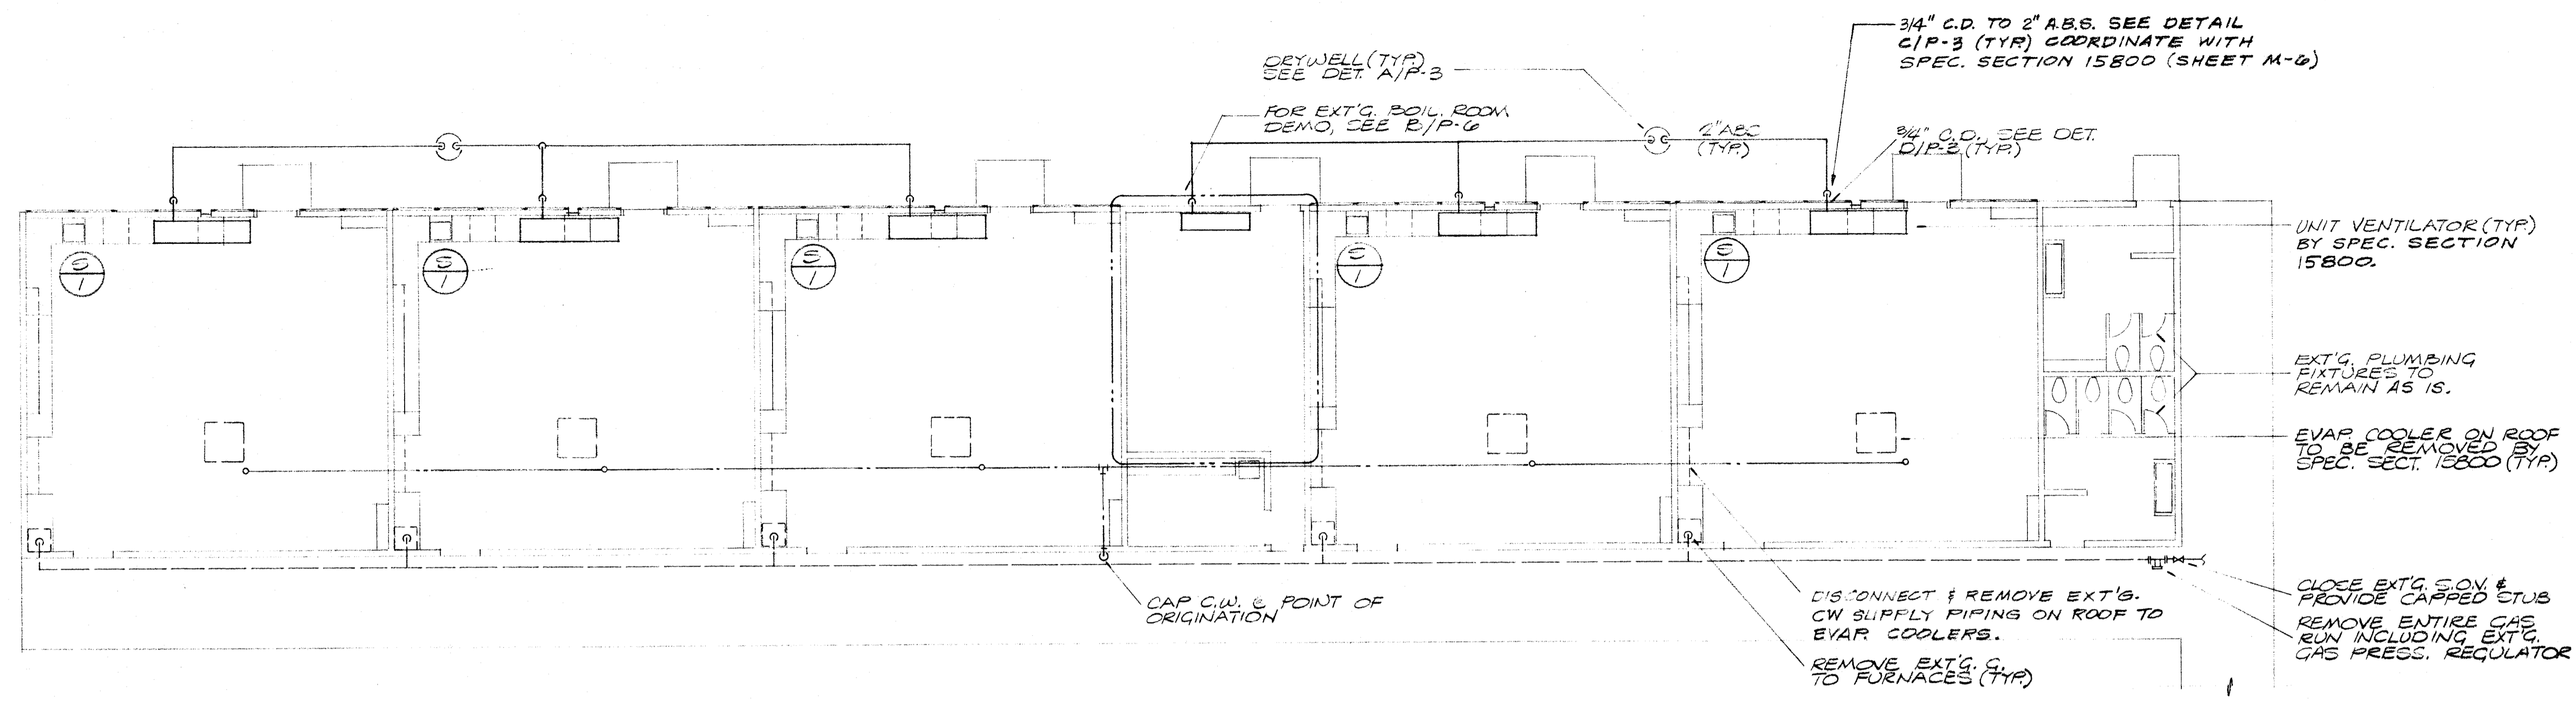 3/4" C.D. TO 2" A.B.S. SEE DETAIL
C/P-3 (TYP.) COORDINATE WITH
SPEC. SECTION 15800 (SHEET M-6)
DRYWELL (TYP.)
SEE DET. A/P-3
FOR EXT'G. BOIL. ROOM
DEMO, SEE B/P-6
2" ABS
(TYP.)
3/4" C.D., SEE DET.
D/P-3 (TYP.)
UNIT VENTILATOR (TYP.)
BY SPEC. SECTION
15800.
S
1
S
1
S
1
S
1
S
1
EXT'G. PLUMBING
FIXTURES TO
REMAIN AS IS.
EVAP. COOLER ON ROOF
TO BE REMOVED BY
SPEC. SECT. 15800 (TYP.)
CAP C.W. @ POINT OF
ORIGINATION
DISCONNECT & REMOVE EXT'G.
CW SUPPLY PIPING ON ROOF TO
EVAP. COOLERS.
REMOVE EXT'G. G.
TO FURNACES (TYP.)
CLOSE EXT'G. S.O.V. &
PROVIDE CAPPED STUB
REMOVE ENTIRE GAS
RUN INCLUDING EXT'G.
GAS PRESS. REGULATOR